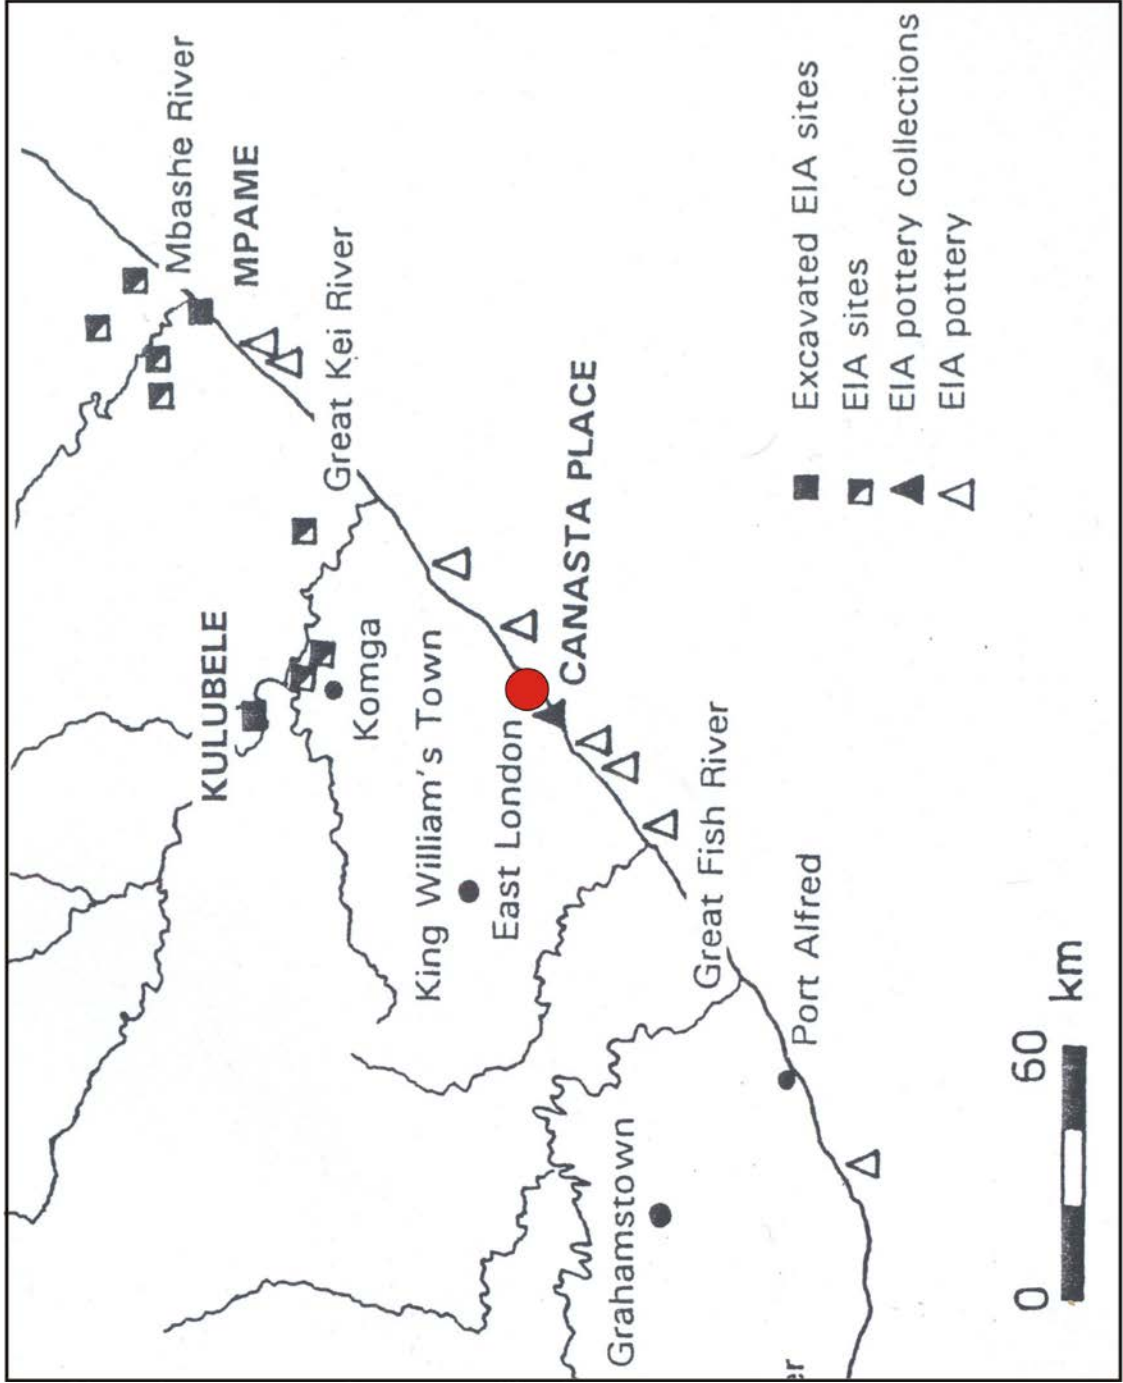 Mbashe River
MPAME
Great Kei River
KULUBELE
Komga
CANASTA PLACE
King William's Town
East London
Great Fish River
Port Alfred
Grahamstown
er
Excavated EIA sites
EIA sites
EIA pottery collections
EIA pottery
0 60 km